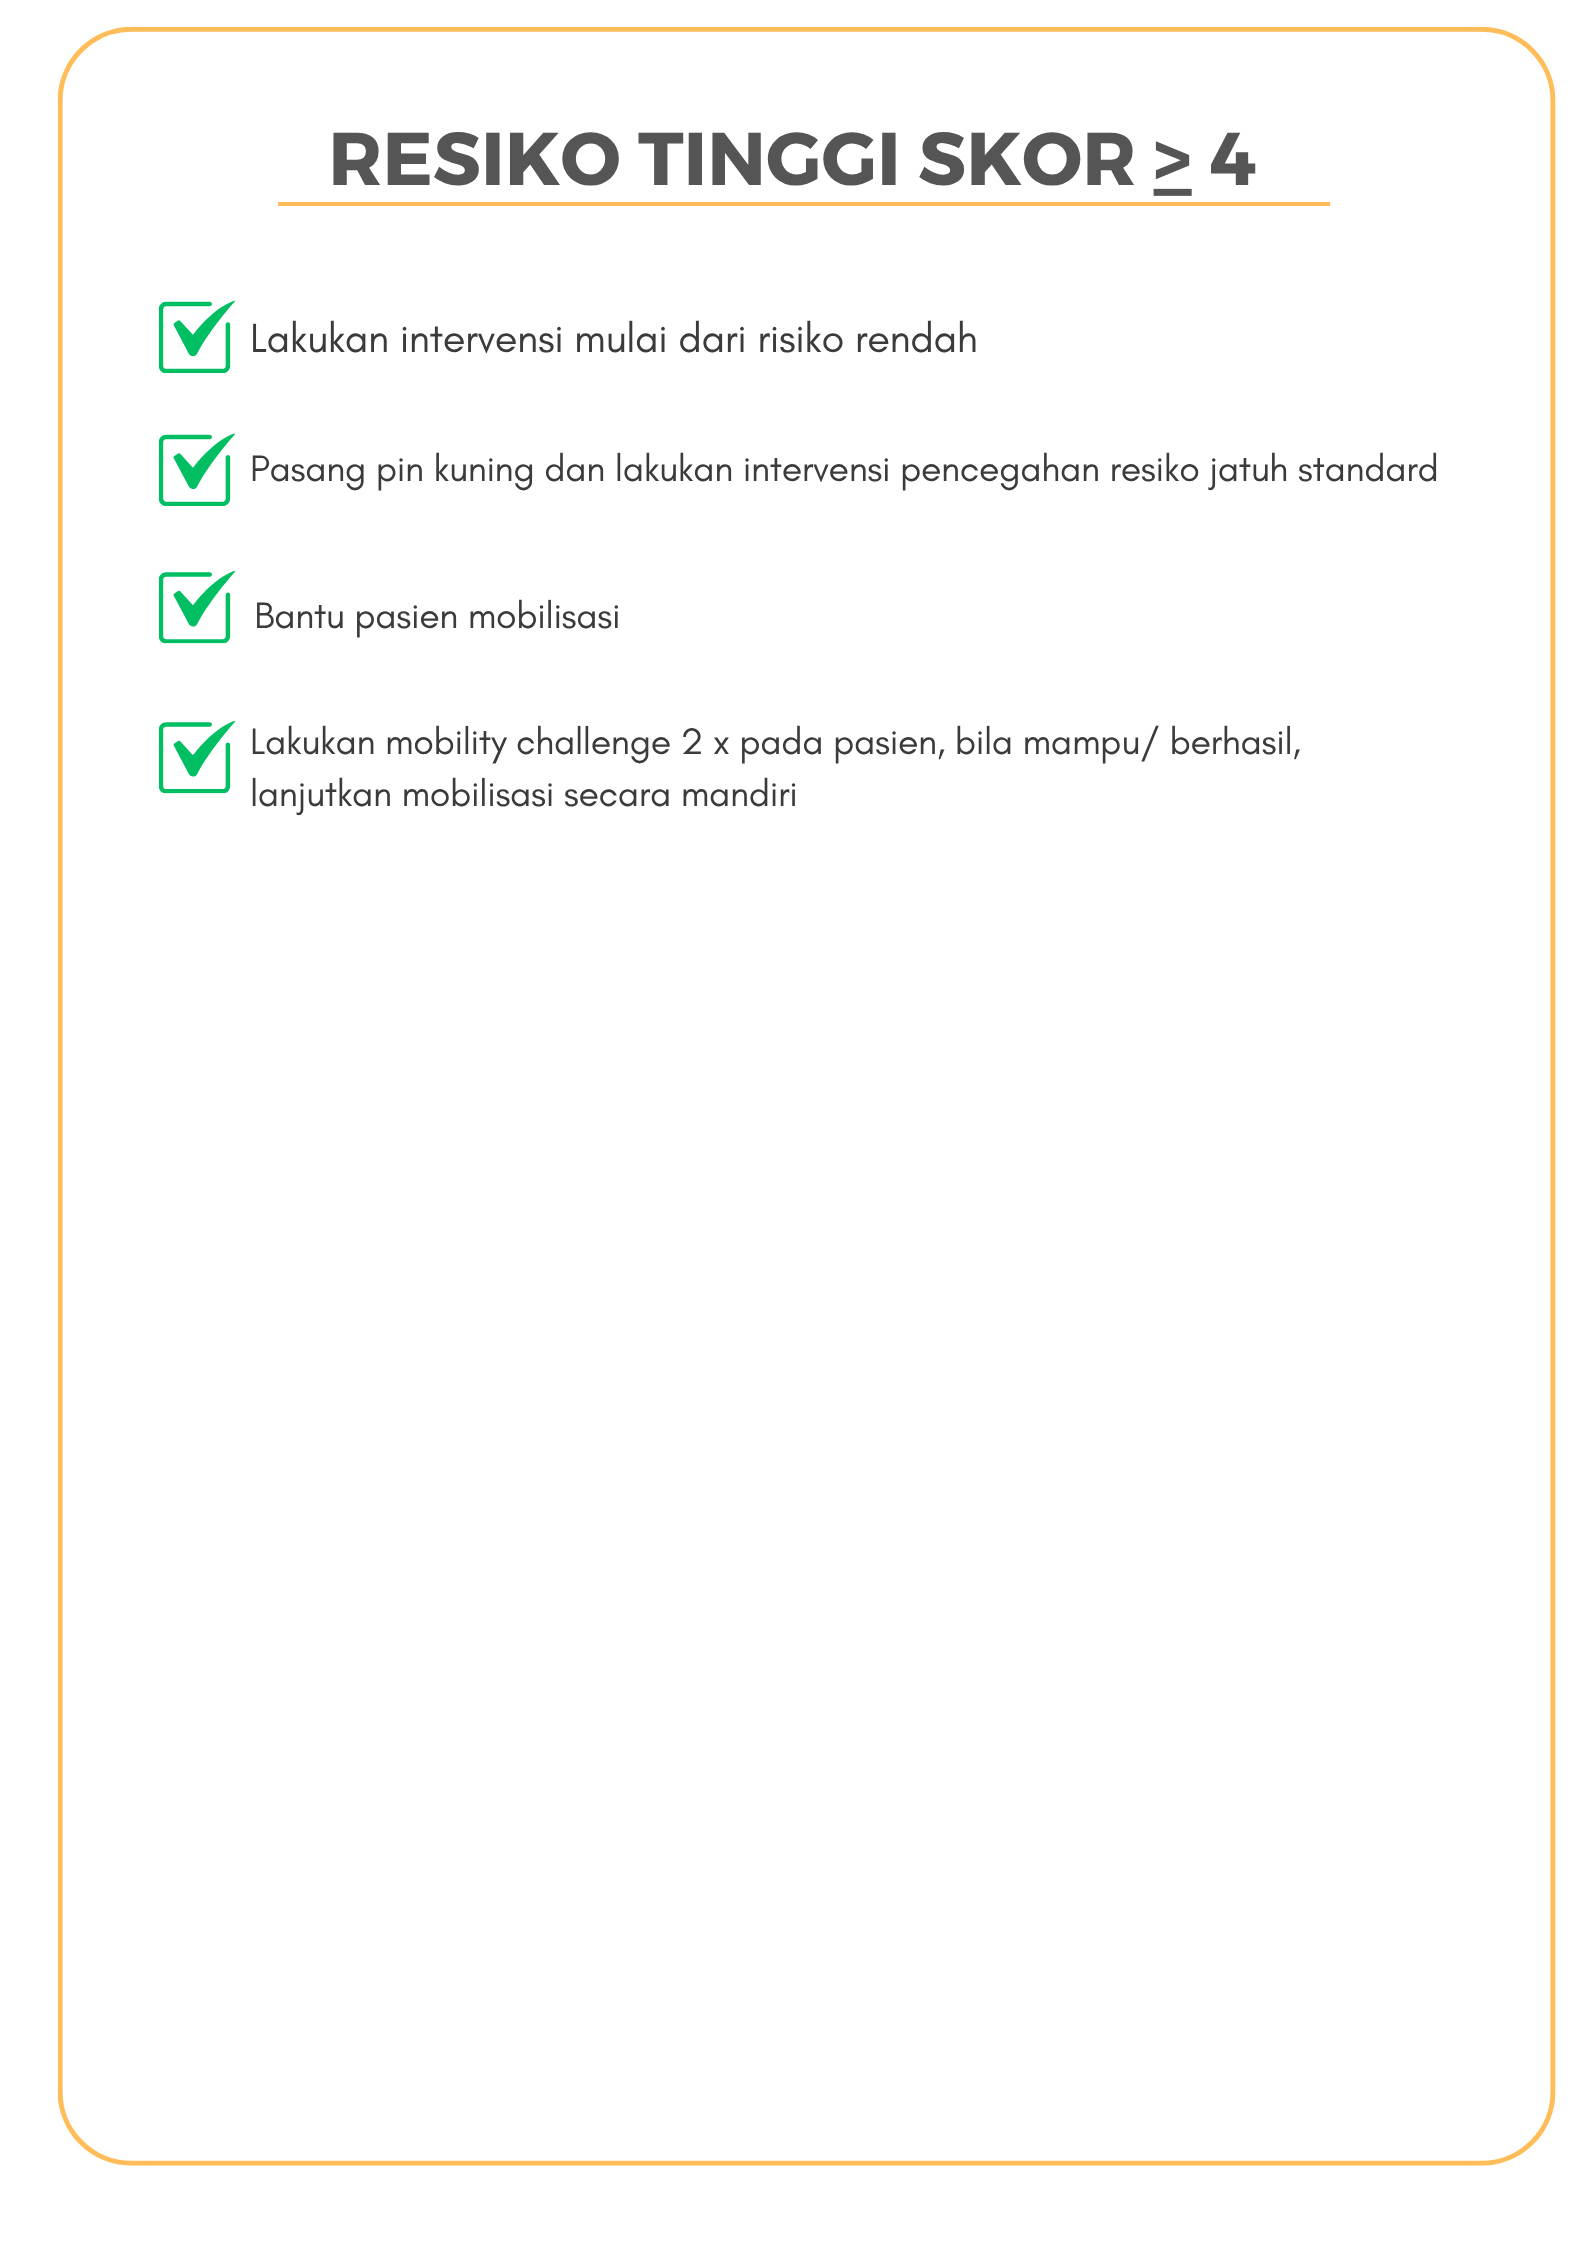 RESIKO TINGGI SKOR ≥ 4
Lakukan intervensi mulai dari risiko rendah
Pasang pin kuning dan lakukan intervensi pencegahan resiko jatuh standard
Bantu pasien mobilisasi
Lakukan mobility challenge 2 x pada pasien, bila mampu/ berhasil,
lanjutkan mobilisasi secara mandiri